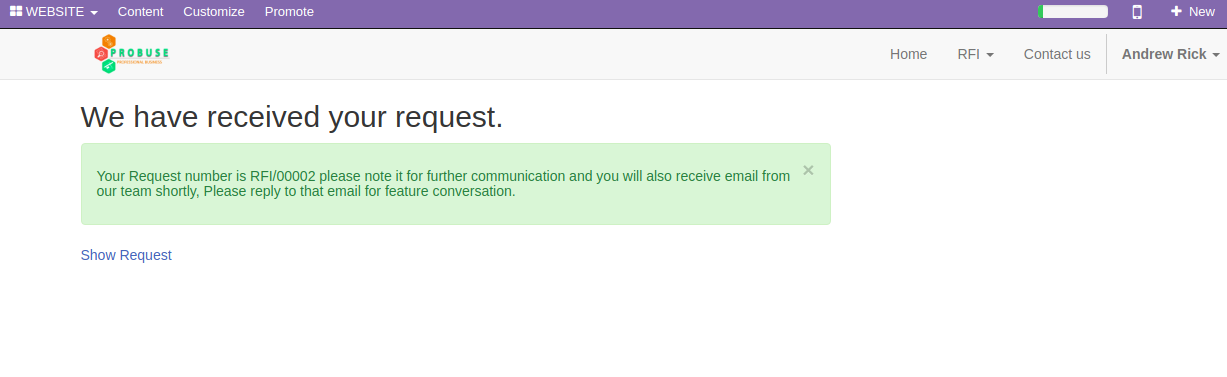 WEBSITE Content Customize Promote New
PROBUSE
PROFESSIONAL BUSINESS
Home RFI Contact us Andrew Rick
We have received your request.
Your Request number is RFI/00002 please note it for further communication and you will also receive email from
our team shortly, Please reply to that email for feature conversation.
×
Show Request